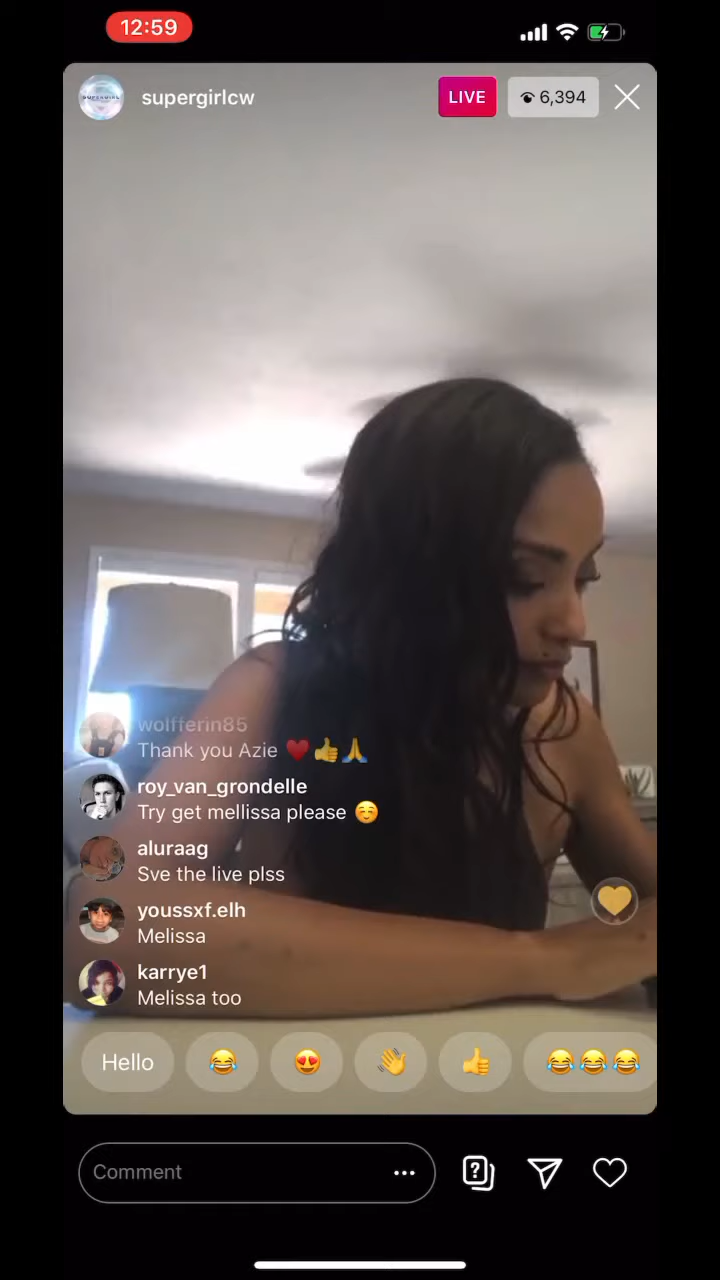 12:59
supergirlcw
LIVE
6,394
wolfferin85
Thank you Azie ♥️👍🙏
roy_van_grondelle
Try get mellissa please ☺️
aluraag
Sve the live plss
youssxf.elh
Melissa
karrye1
Melissa too
Hello 😂 😍 👋 👍 😂😂😂
Comment